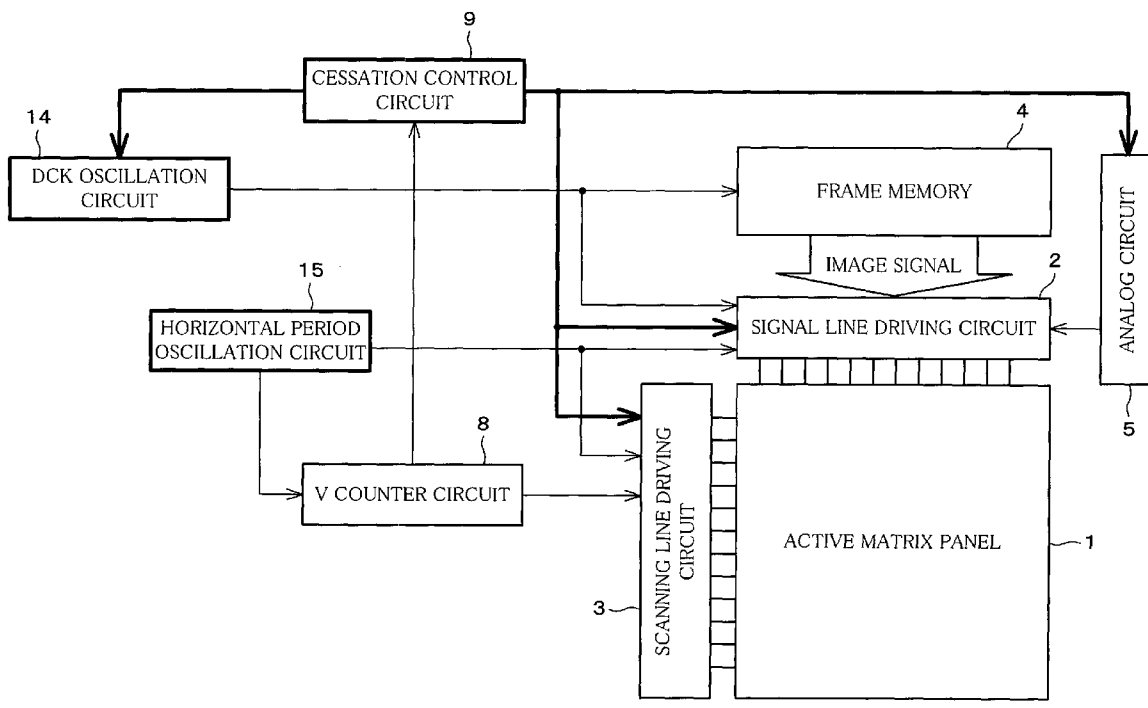 9
CESSATION CONTROL
CIRCUIT
14
DCK OSCILLATION
CIRCUIT
4
FRAME MEMORY
ANALOG CIRCUIT
5
IMAGE SIGNAL
2
SIGNAL LINE DRIVING CIRCUIT
15
HORIZONTAL PERIOD
OSCILLATION CIRCUIT
8
V COUNTER CIRCUIT
SCANNING LINE DRIVING
CIRCUIT
3
ACTIVE MATRIX PANEL
1